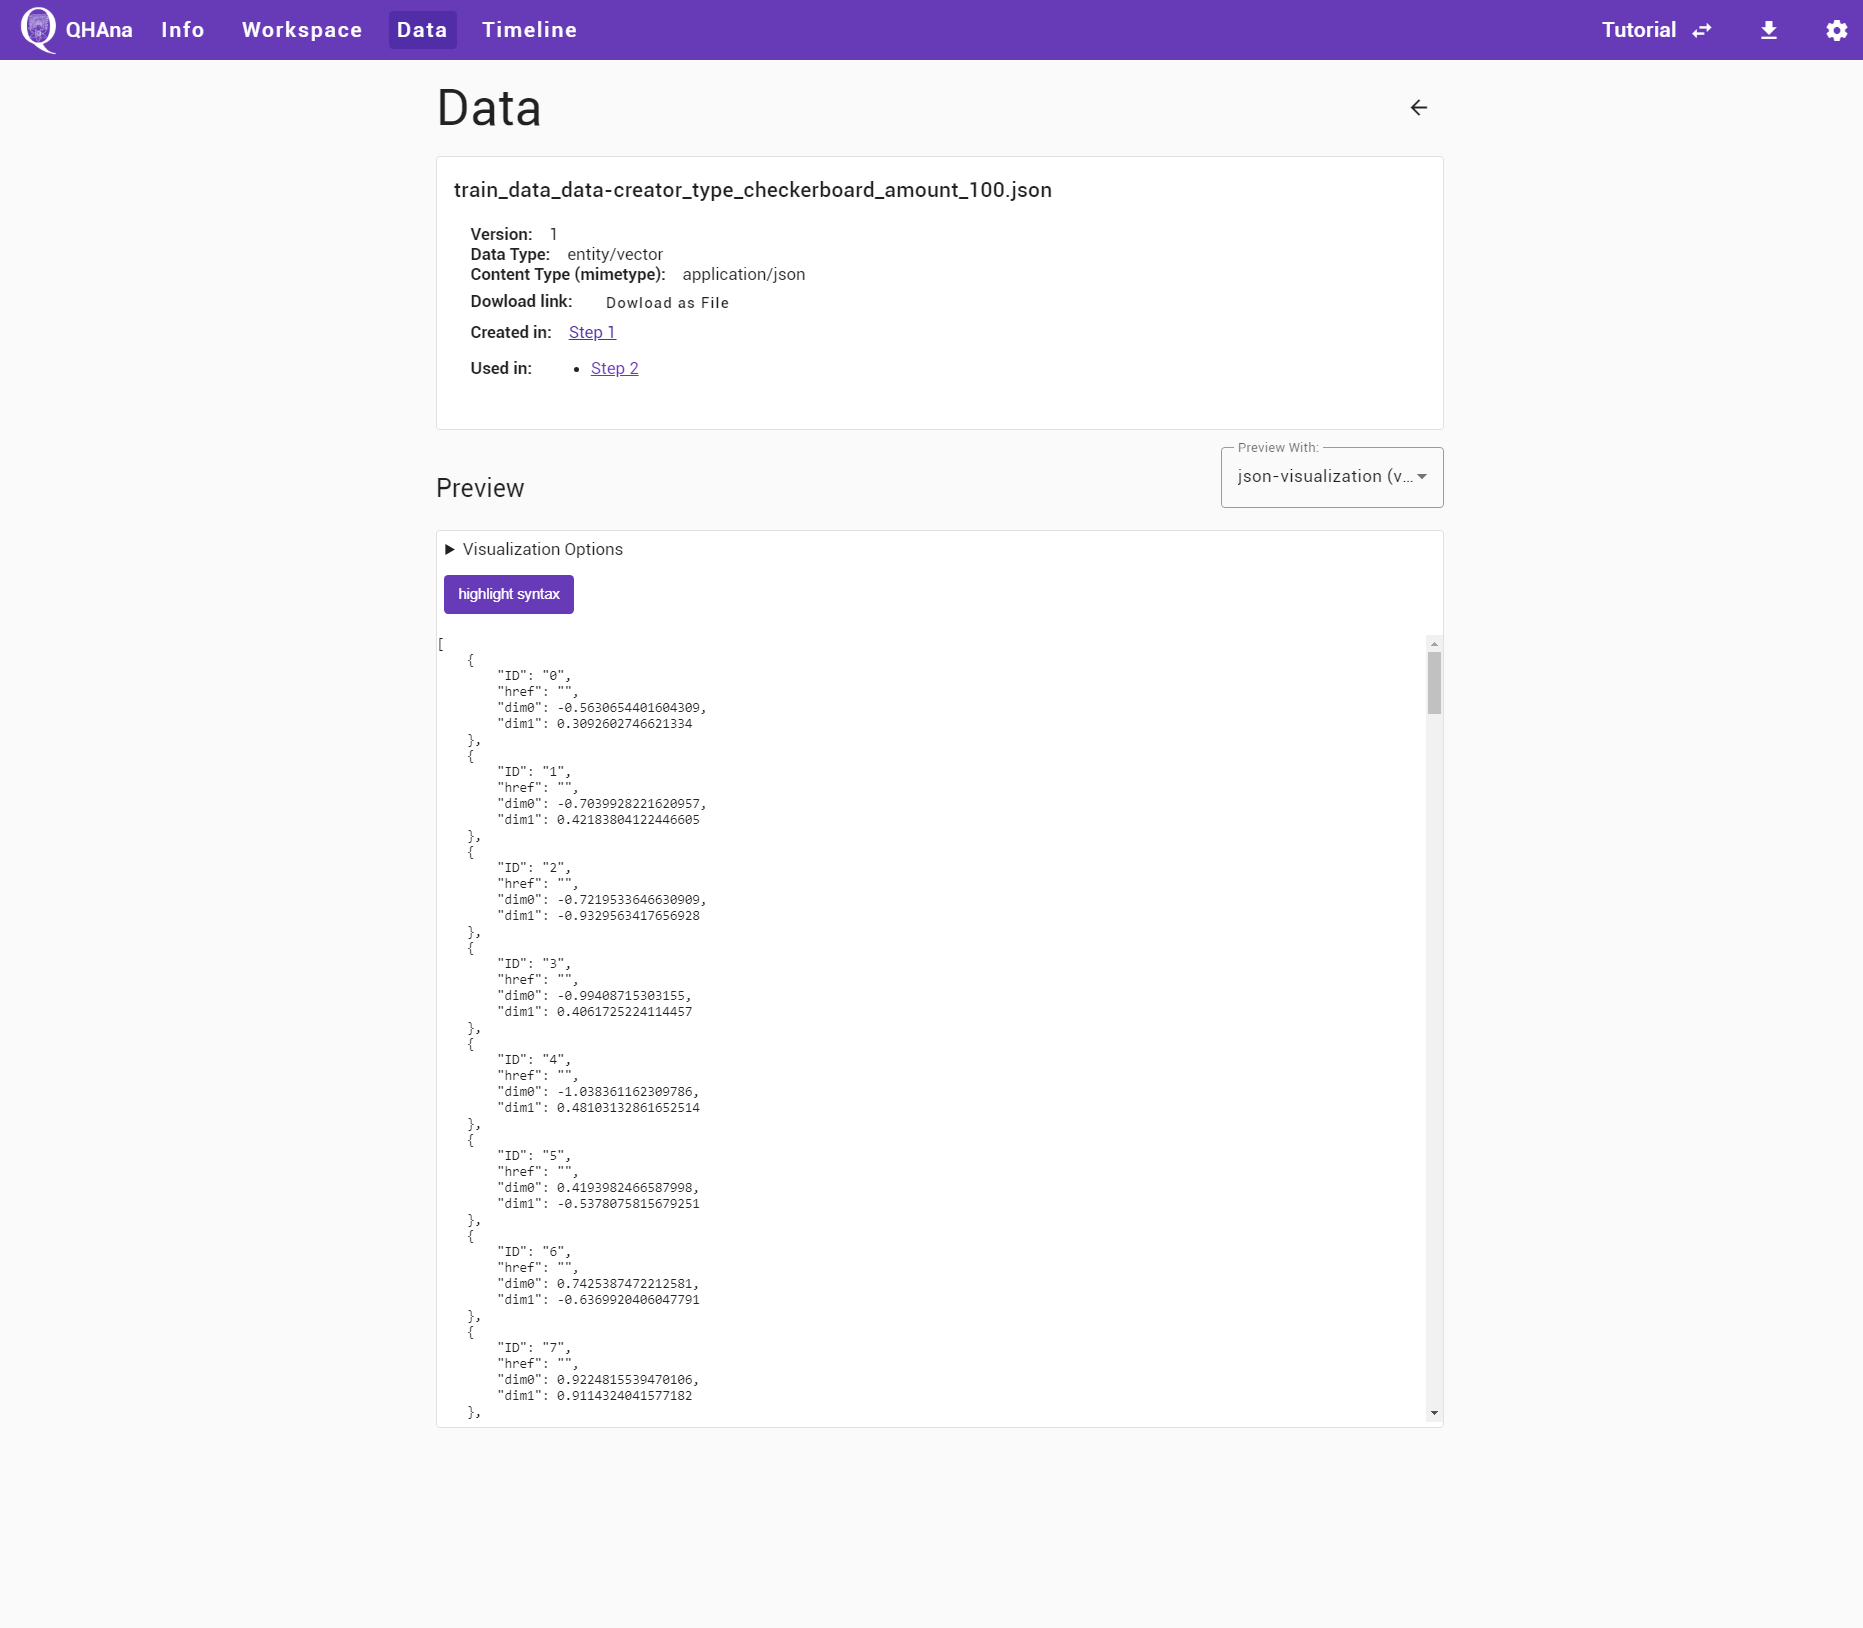 QHAna Info Workspace Data Timeline Tutorial
Data
train_data_data-creator_type_checkerboard_amount_100.json
Version: 1
Data Type: entity/vector
Content Type (mimetype): application/json
Dowload link: Dowload as File
Created in: Step 1
Used in: • Step 2
Preview With:
json-visualization (v...
Preview
Visualization Options
highlight syntax
[
{
"ID": "0",
"href": "",
"dim0": -0.5630654401604309,
"dim1": 0.3092602746621334
},
{
"ID": "1",
"href": "",
"dim0": -0.7039928221620957,
"dim1": 0.42183804122446605
},
{
"ID": "2",
"href": "",
"dim0": -0.7219533646630909,
"dim1": -0.9329563417656928
},
{
"ID": "3",
"href": "",
"dim0": -0.99408715303155,
"dim1": 0.4061725224114457
},
{
"ID": "4",
"href": "",
"dim0": -1.038361162309786,
"dim1": 0.48103132861652514
},
{
"ID": "5",
"href": "",
"dim0": 0.4193982466587998,
"dim1": -0.5378075815679251
},
{
"ID": "6",
"href": "",
"dim0": 0.7425387472212581,
"dim1": -0.6369920406047791
},
{
"ID": "7",
"href": "",
"dim0": 0.9224815539470106,
"dim1": 0.9114324041577182
},